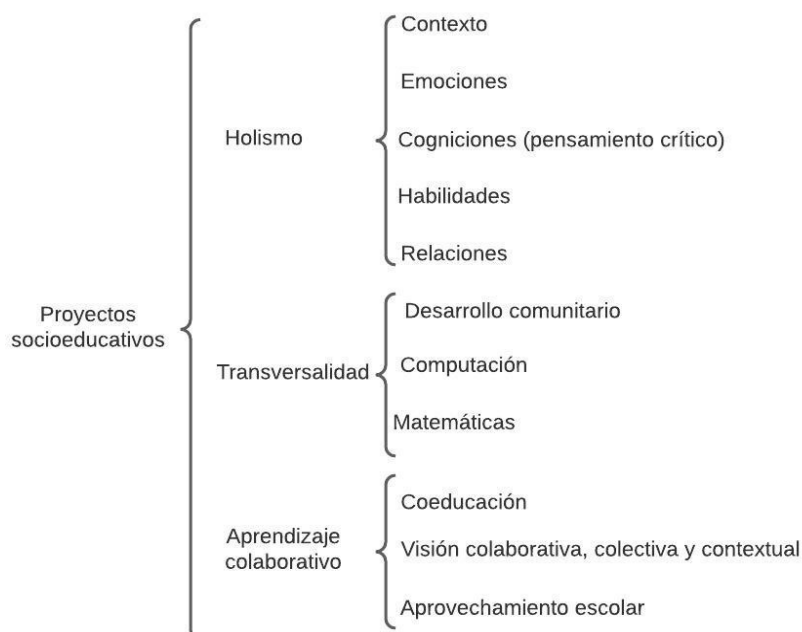 Proyectos
socioeducativos
Holismo
Contexto
Emociones
Cogniciones (pensamiento crítico)
Habilidades
Relaciones
Transversalidad
Desarrollo comunitario
Computación
Matemáticas
Aprendizaje
colaborativo
Coeducación
Visión colaborativa, colectiva y contextual
Aprovechamiento escolar